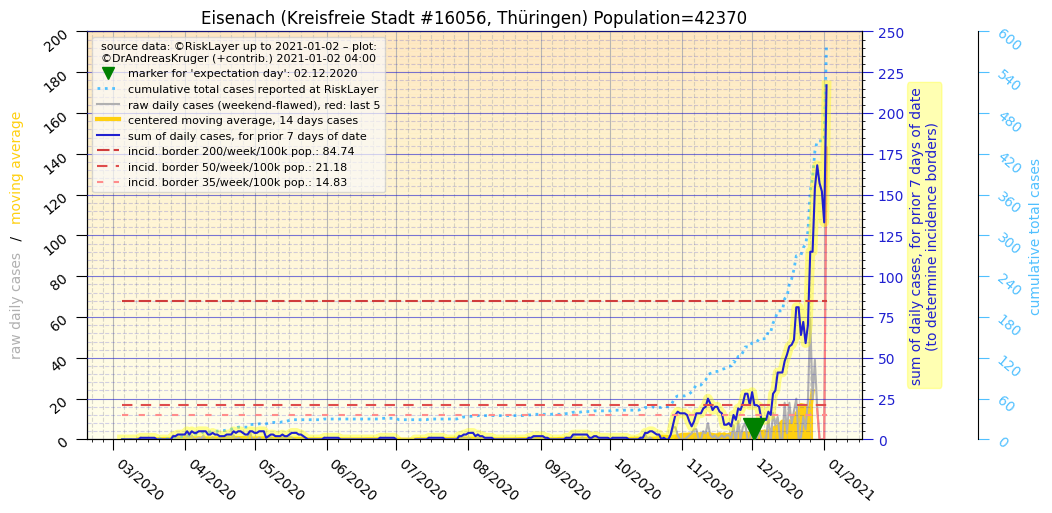 Eisenach (Kreisfreie Stadt #16056, Thüringen) Population=42370
source data: ©RiskLayer up to 2021-01-02 – plot:
©DrAndreasKruger (+contrib.) 2021-01-02 04:00
marker for 'expectation day': 02.12.2020
cumulative total cases reported at RiskLayer
raw daily cases (weekend-flawed), red: last 5
centered moving average, 14 days cases
sum of daily cases, for prior 7 days of date
incid. border 200/week/100k pop.: 84.74
incid. border 50/week/100k pop.: 21.18
incid. border 35/week/100k pop.: 14.83
raw daily cases / moving average
200
180
160
140
120
100
80
60
40
20
0
03/2020
04/2020
05/2020
06/2020
07/2020
08/2020
09/2020
10/2020
11/2020
12/2020
01/2021
250
225
200
175
150
125
100
75
50
25
0
sum of daily cases, for prior 7 days of date
(to determine incidence borders)
600
540
480
420
360
300
240
180
120
60
0
cumulative total cases